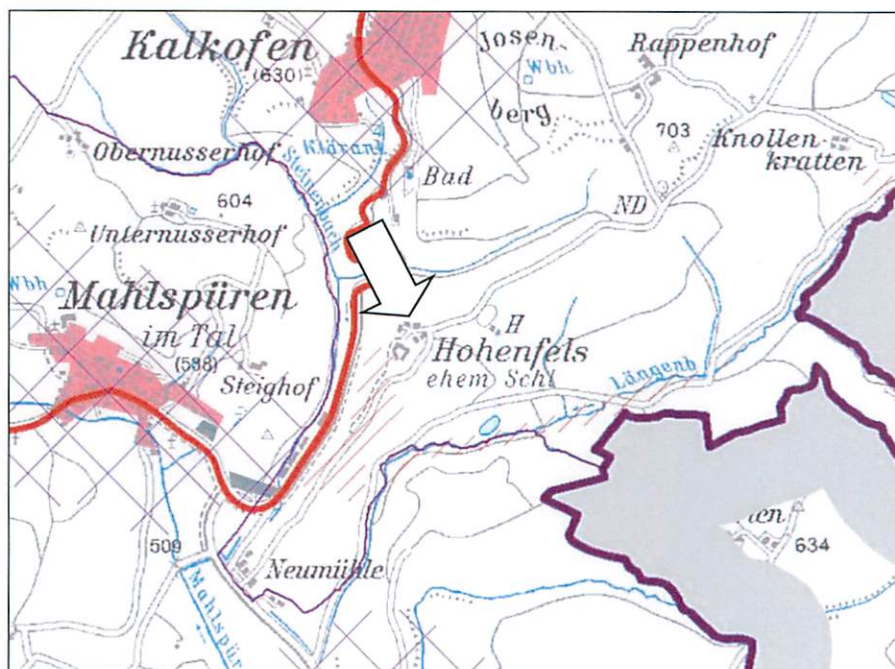 Kalkofen
(630)
Josen-
berg
Wbh
Rappenhof
703
Knollen-
kratten
Obernusserhof
Kläranl
Steinenbach
Bad
604
Unternusserhof
ND
Wbh
Mahlspüren
im Tal
(588)
H
Hohenfels
ehem Schl
Steighof
Längenb
509
Neumühle
634